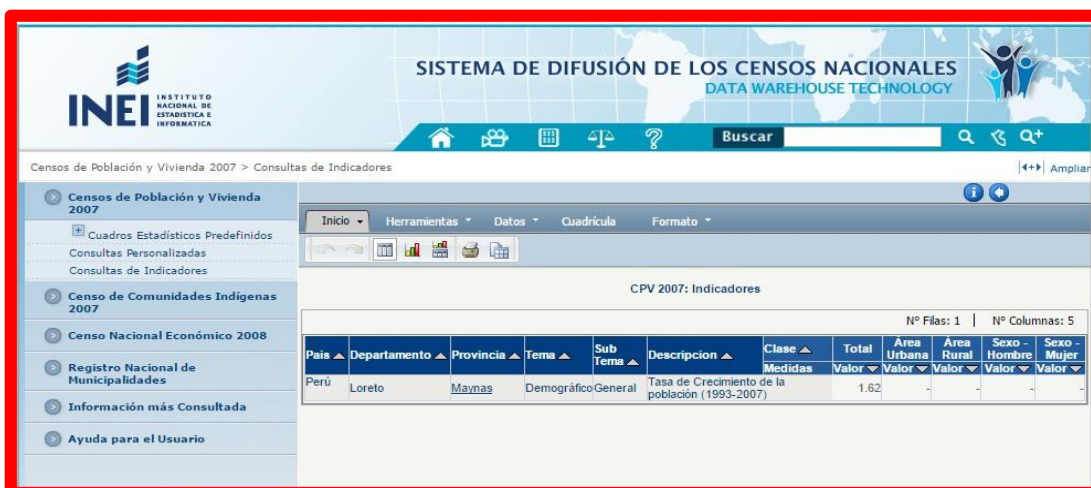 INEI
INSTITUTO
NACIONAL DE
ESTADISTICA E
INFORMATICA
SISTEMA DE DIFUSIÓN DE LOS CENSOS NACIONALES
DATA WAREHOUSE TECHNOLOGY
Buscar
Censos de Población y Vivienda 2007 > Consultas de Indicadores
Ampliar
Censos de Población y Vivienda
2007
Cuadros Estadísticos Predefinidos
Consultas Personalizadas
Consultas de Indicadores
Censo de Comunidades Indígenas
2007
Censo Nacional Económico 2008
Registro Nacional de
Municipalidades
Información más Consultada
Ayuda para el Usuario
Inicio Herramientas Datos Cuadrícula Formato
CPV 2007: Indicadores
Nº Filas: 1 | Nº Columnas: 5
Pais Departamento Provincia Tema Sub Tema Descripcion Clase Total Área Urbana Área Rural Sexo - Hombre Sexo - Mujer
Medidas Valor Valor Valor Valor Valor
Perú Loreto Maynas Demográfico General Tasa de Crecimiento de la población (1993-2007) 1.62 - - - -